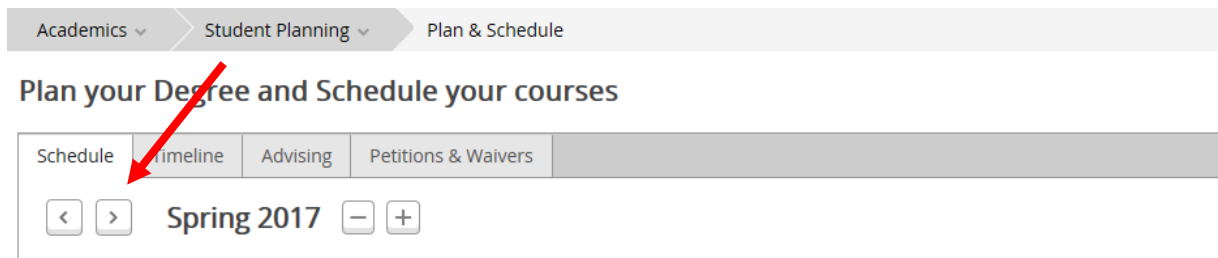 Academics Student Planning Plan & Schedule
Plan your Degree and Schedule your courses
Schedule Timeline Advising Petitions & Waivers
< > Spring 2017 − +